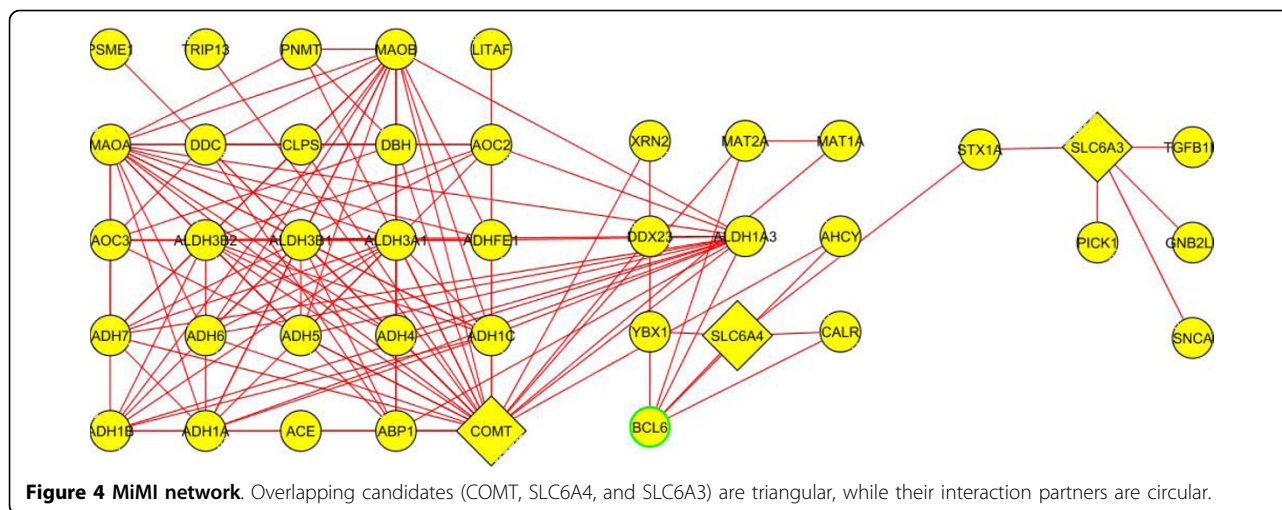 PSME1 TRIP13 PNMT MAOB LITAF
MAOA DDC CLPS DBH AOC2 XRN2 MAT2A MAT1A STX1A SLC6A3 TGFB1I
AOC3 ALDH3B2 ALDH3B1 ALDH3A1 ADHFE1 DDX23 ALDH1A3 AHCY PICK1 GNB2L
ADH7 ADH6 ADH5 ADH4 ADH1C YBX1 SLC6A4 CALR SNCA
ADH1B ADH1A ACE ABP1 COMT BCL6
Figure 4 MiMI network. Overlapping candidates (COMT, SLC6A4, and SLC6A3) are triangular, while their interaction partners are circular.